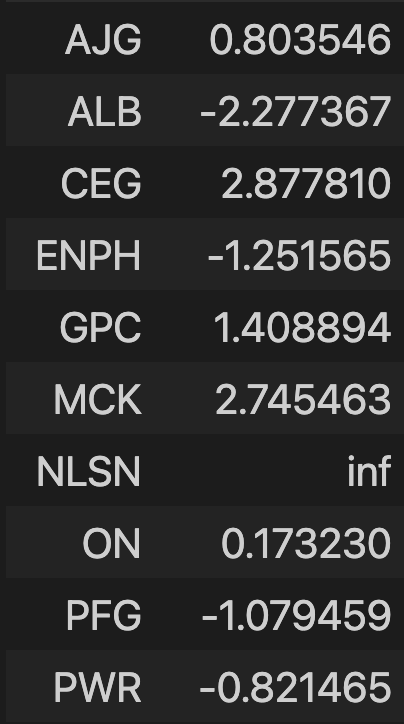 AJG 0.803546
ALB -2.277367
CEG 2.877810
ENPH -1.251565
GPC 1.408894
MCK 2.745463
NLSN inf
ON 0.173230
PFG -1.079459
PWR -0.821465